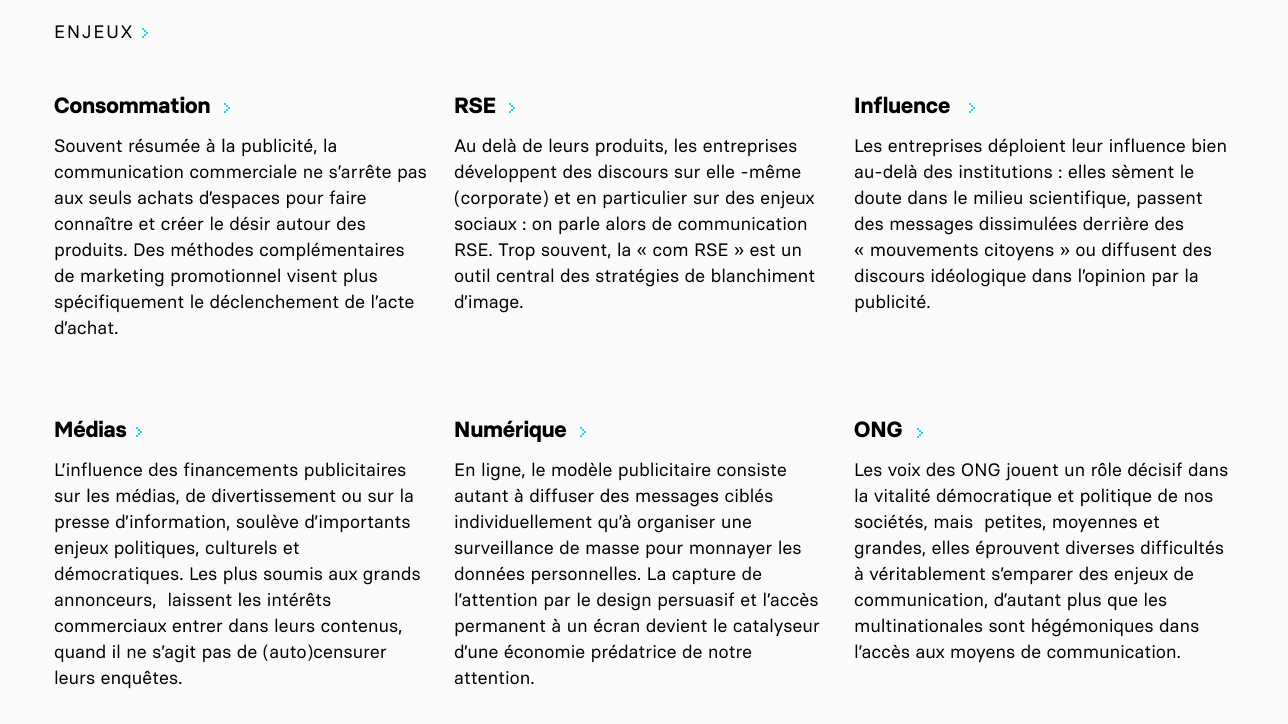 ENJEUX
Consommation
Souvent résumée à la publicité, la
communication commerciale ne s’arrête pas
aux seuls achats d’espaces pour faire
connaître et créer le désir autour des
produits. Des méthodes complémentaires
de marketing promotionnel visent plus
spécifiquement le déclenchement de l’acte
d’achat.
RSE
Au delà de leurs produits, les entreprises
développent des discours sur elle -même
(corporate) et en particulier sur des enjeux
sociaux : on parle alors de communication
RSE. Trop souvent, la « com RSE » est un
outil central des stratégies de blanchiment
d’image.
Influence
Les entreprises déploient leur influence bien
au-delà des institutions : elles sèment le
doute dans le milieu scientifique, passent
des messages dissimulées derrière des
« mouvements citoyens » ou diffusent des
discours idéologique dans l’opinion par la
publicité.
Médias
L’influence des financements publicitaires
sur les médias, de divertissement ou sur la
presse d’information, soulève d’importants
enjeux politiques, culturels et
démocratiques. Les plus soumis aux grands
annonceurs,  laissent les intérêts
commerciaux entrer dans leurs contenus,
quand il ne s’agit pas de (auto)censurer
leurs enquêtes.
Numérique
En ligne, le modèle publicitaire consiste
autant à diffuser des messages ciblés
individuellement qu’à organiser une
surveillance de masse pour monnayer les
données personnelles. La capture de
l’attention par le design persuasif et l’accès
permanent à un écran devient le catalyseur
d’une économie prédatrice de notre
attention.
ONG
Les voix des ONG jouent un rôle décisif dans
la vitalité démocratique et politique de nos
sociétés, mais  petites, moyennes et
grandes, elles éprouvent diverses difficultés
à véritablement s’emparer des enjeux de
communication, d’autant plus que les
multinationales sont hégémoniques dans
l’accès aux moyens de communication.